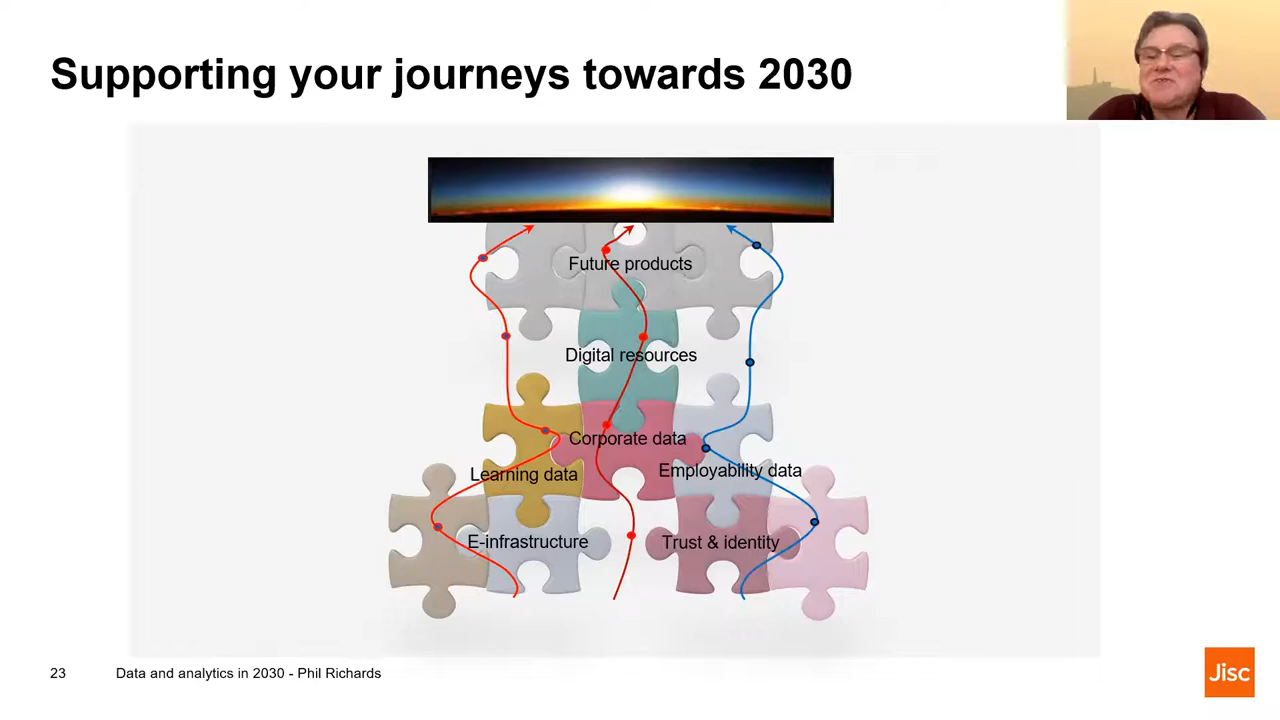 Supporting your journeys towards 2030
Future products
Digital resources
Corporate data
Learning data
Employability data
E-infrastructure
Trust & identity
23
Data and analytics in 2030 - Phil Richards
Jisc